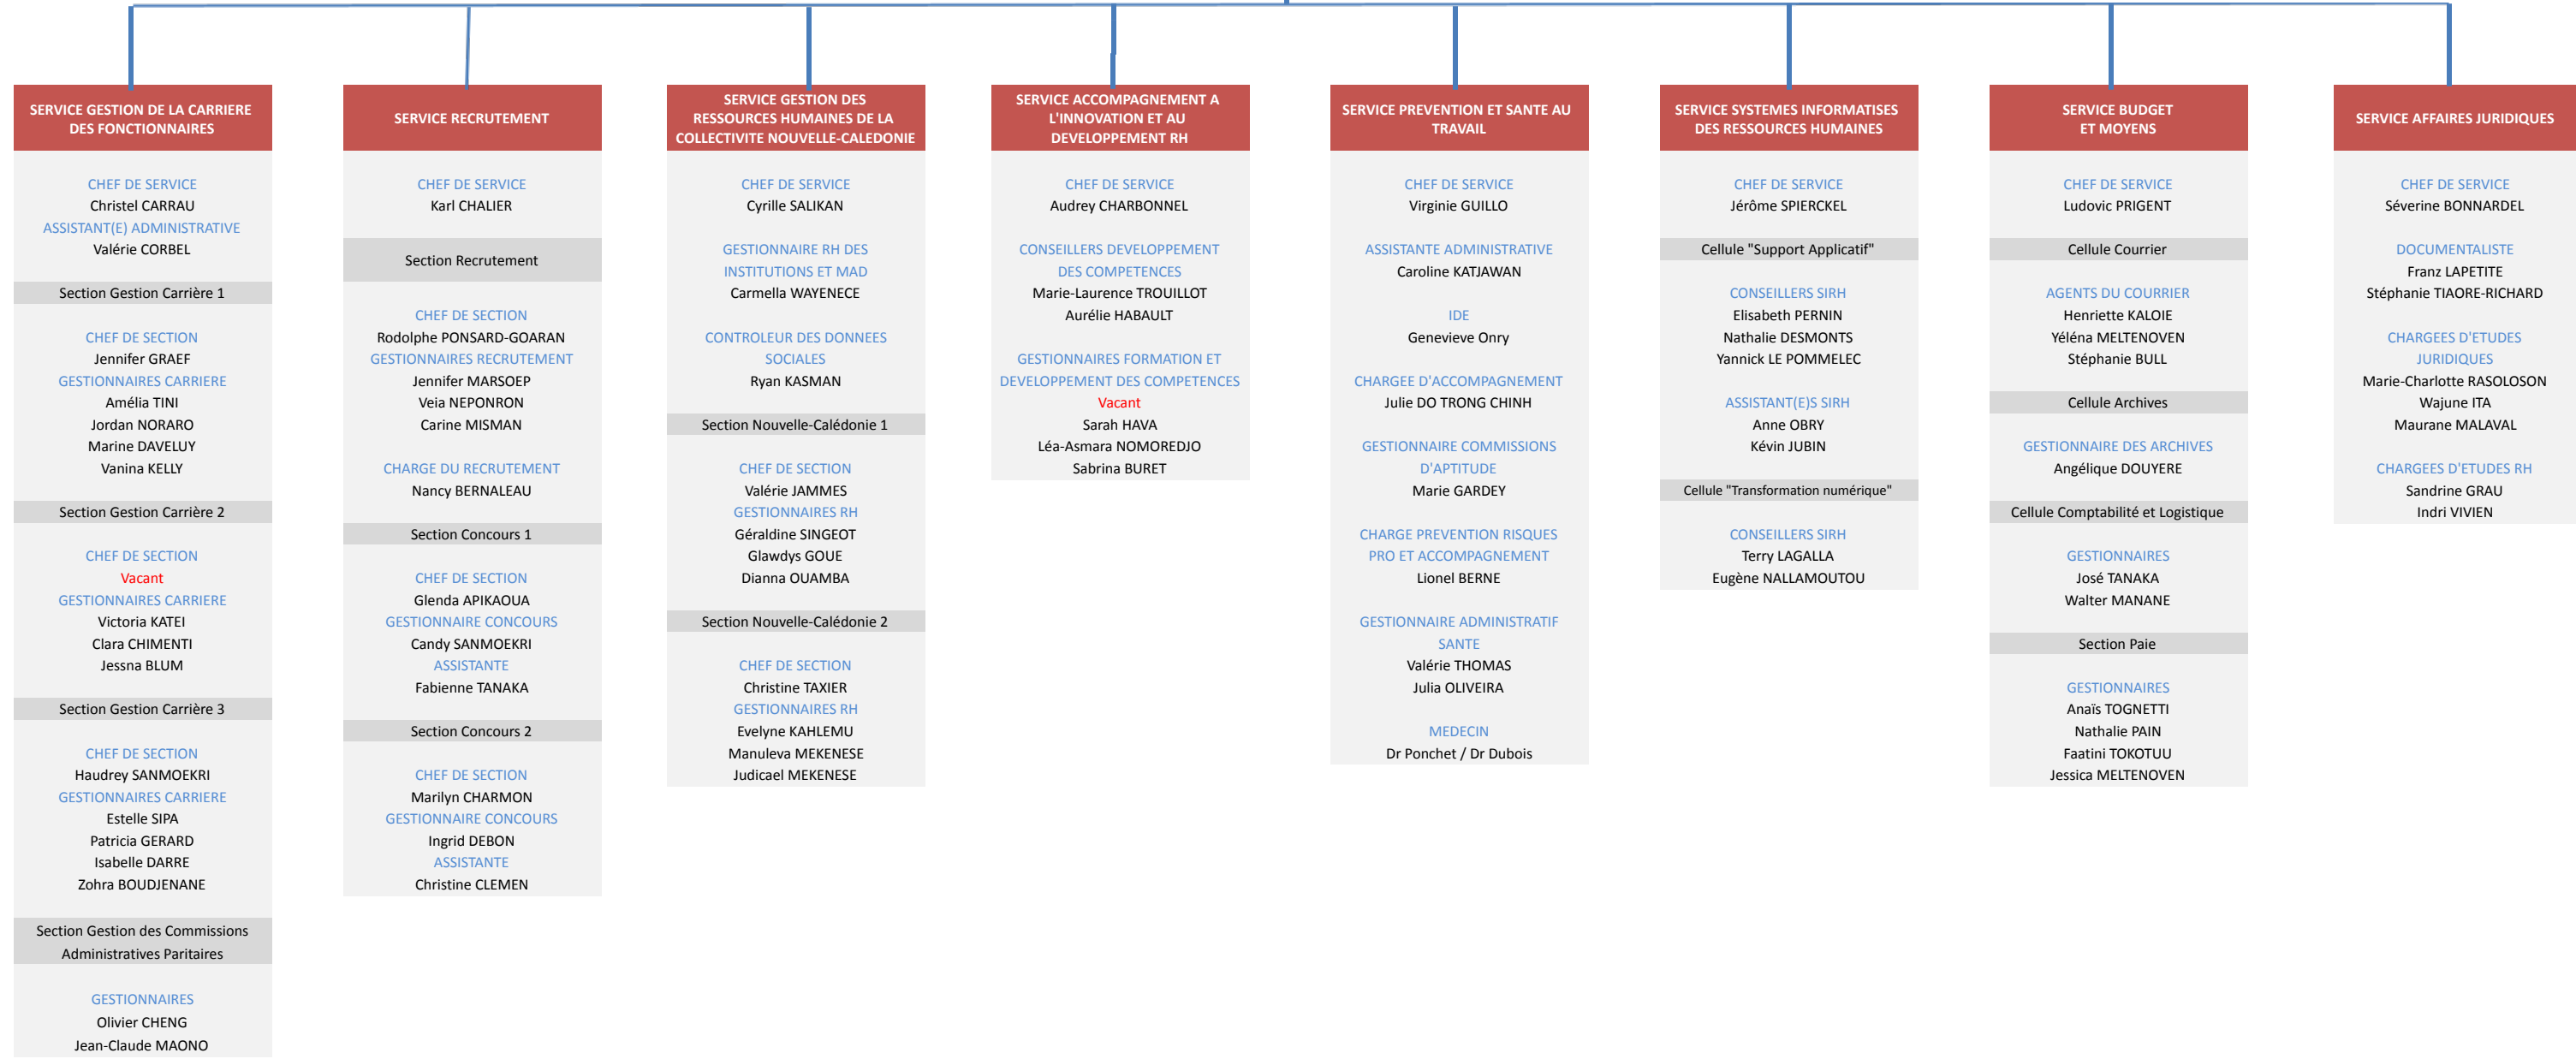 SERVICE GESTION DE LA CARRIERE
DES FONCTIONNAIRES
CHEF DE SERVICE
Christel CARRAU
ASSISTANT(E) ADMINISTRATIVE
Valérie CORBEL
Section Gestion Carrière 1
CHEF DE SECTION
Jennifer GRAEF
GESTIONNAIRES CARRIERE
Amélia TINI
Jordan NORARO
Marine DAVELUY
Vanina KELLY
Section Gestion Carrière 2
CHEF DE SECTION
Vacant
GESTIONNAIRES CARRIERE
Victoria KATEI
Clara CHIMENTI
Jessna BLUM
Section Gestion Carrière 3
CHEF DE SECTION
Haudrey SANMOEKRI
GESTIONNAIRES CARRIERE
Estelle SIPA
Patricia GERARD
Isabelle DARRE
Zohra BOUDJENANE
Section Gestion des Commissions
Administratives Paritaires
GESTIONNAIRES
Olivier CHENG
Jean-Claude MAONO
SERVICE RECRUTEMENT
CHEF DE SERVICE
Karl CHALIER
Section Recrutement
CHEF DE SECTION
Rodolphe PONSARD-GOARAN
GESTIONNAIRES RECRUTEMENT
Jennifer MARSOEP
Veia NEPONRON
Carine MISMAN
CHARGE DU RECRUTEMENT
Nancy BERNALEAU
Section Concours 1
CHEF DE SECTION
Glenda APIKAOUA
GESTIONNAIRE CONCOURS
Candy SANMOEKRI
ASSISTANTE
Fabienne TANAKA
Section Concours 2
CHEF DE SECTION
Marilyn CHARMON
GESTIONNAIRE CONCOURS
Ingrid DEBON
ASSISTANTE
Christine CLEMEN
SERVICE GESTION DES
RESSOURCES HUMAINES DE LA
COLLECTIVITE NOUVELLE-CALEDONIE
CHEF DE SERVICE
Cyrille SALIKAN
GESTIONNAIRE RH DES
INSTITUTIONS ET MAD
Carmella WAYENECE
CONTROLEUR DES DONNEES
SOCIALES
Ryan KASMAN
Section Nouvelle-Calédonie 1
CHEF DE SECTION
Valérie JAMMES
GESTIONNAIRES RH
Géraldine SINGEOT
Glawdys GOUE
Dianna OUAMBA
Section Nouvelle-Calédonie 2
CHEF DE SECTION
Christine TAXIER
GESTIONNAIRES RH
Evelyne KAHLEMU
Manuleva MEKENESE
Judicael MEKENESE
SERVICE ACCOMPAGNEMENT A
L'INNOVATION ET AU
DEVELOPPEMENT RH
CHEF DE SERVICE
Audrey CHARBONNEL
CONSEILLERS DEVELOPPEMENT
DES COMPETENCES
Marie-Laurence TROUILLOT
Aurélie HABAULT
GESTIONNAIRES FORMATION ET
DEVELOPPEMENT DES COMPETENCES
Vacant
Sarah HAVA
Léa-Asmara NOMOREDJO
Sabrina BURET
SERVICE PREVENTION ET SANTE AU
TRAVAIL
CHEF DE SERVICE
Virginie GUILLO
ASSISTANTE ADMINISTRATIVE
Caroline KATJAWAN
IDE
Genevieve Onry
CHARGEE D'ACCOMPAGNEMENT
Julie DO TRONG CHINH
GESTIONNAIRE COMMISSIONS
D'APTITUDE
Marie GARDEY
CHARGE PREVENTION RISQUES
PRO ET ACCOMPAGNEMENT
Lionel BERNE
GESTIONNAIRE ADMINISTRATIF
SANTE
Valérie THOMAS
Julia OLIVEIRA
MEDECIN
Dr Ponchet / Dr Dubois
SERVICE SYSTEMES INFORMATISES
DES RESSOURCES HUMAINES
CHEF DE SERVICE
Jérôme SPIERCKEL
Cellule "Support Applicatif"
CONSEILLERS SIRH
Elisabeth PERNIN
Nathalie DESMONTS
Yannick LE POMMELEC
ASSISTANT(E)S SIRH
Anne OBRY
Kévin JUBIN
Cellule "Transformation numérique"
CONSEILLERS SIRH
Terry LAGALLA
Eugène NALLAMOUTOU
SERVICE BUDGET
ET MOYENS
CHEF DE SERVICE
Ludovic PRIGENT
Cellule Courrier
AGENTS DU COURRIER
Henriette KALOIE
Yéléna MELTENOVEN
Stéphanie BULL
Cellule Archives
GESTIONNAIRE DES ARCHIVES
Angélique DOUYERE
Cellule Comptabilité et Logistique
GESTIONNAIRES
José TANAKA
Walter MANANE
Section Paie
GESTIONNAIRES
Anaïs TOGNETTI
Nathalie PAIN
Faatini TOKOTUU
Jessica MELTENOVEN
SERVICE AFFAIRES JURIDIQUES
CHEF DE SERVICE
Séverine BONNARDEL
DOCUMENTALISTE
Franz LAPETITE
Stéphanie TIAORE-RICHARD
CHARGEES D'ETUDES
JURIDIQUES
Marie-Charlotte RASOLOSON
Wajune ITA
Maurane MALAVAL
CHARGEES D'ETUDES RH
Sandrine GRAU
Indri VIVIEN